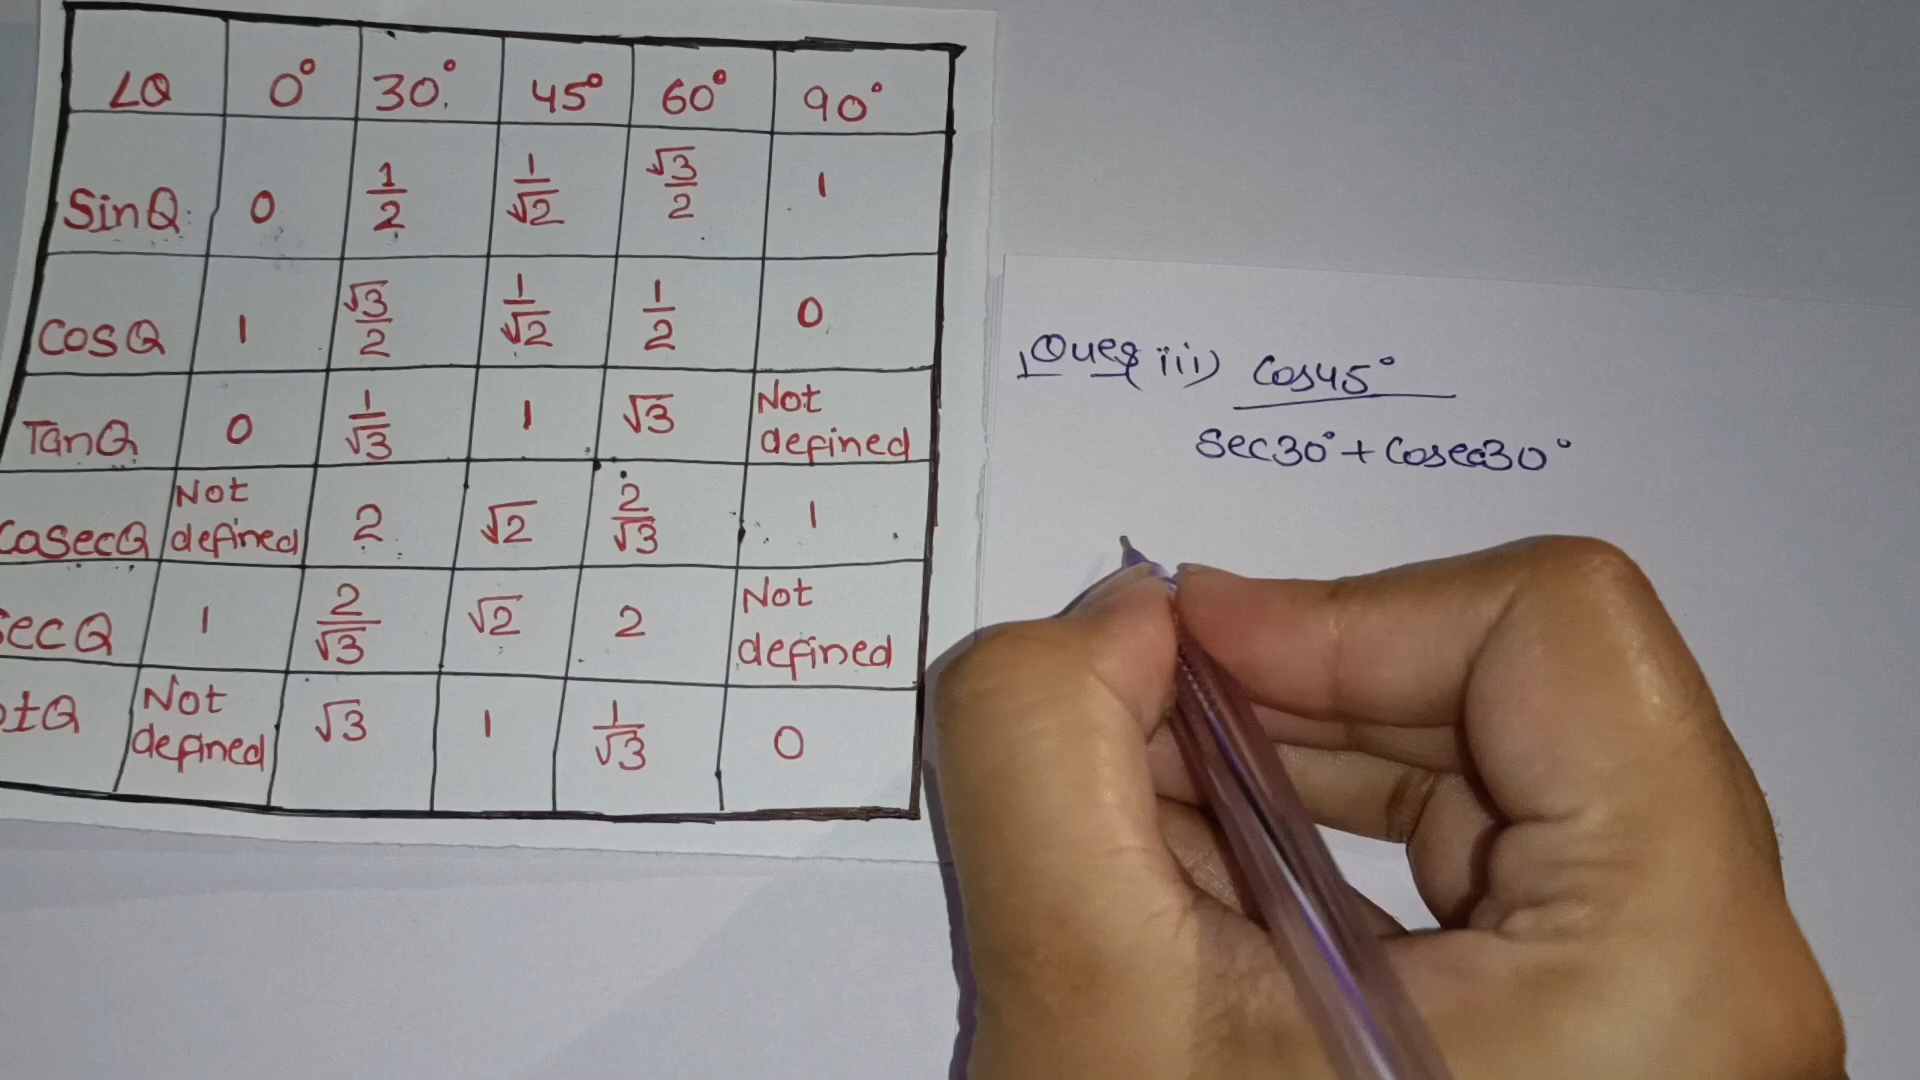 ∠Q 0° 30° 45° 60° 90°
SinQ 0 1/2 1/√2 √3/2 1
CosQ 1 √3/2 1/√2 1/2 0
TanQ 0 1/√3 1 √3 Not defined
CosecQ Not defined 2 √2 2/√3 1
SecQ 1 2/√3 √2 2 Not defined
otQ Not defined √3 1 1/√3 0
Ques iii) Cos45°
Sec30° + Cosec30°